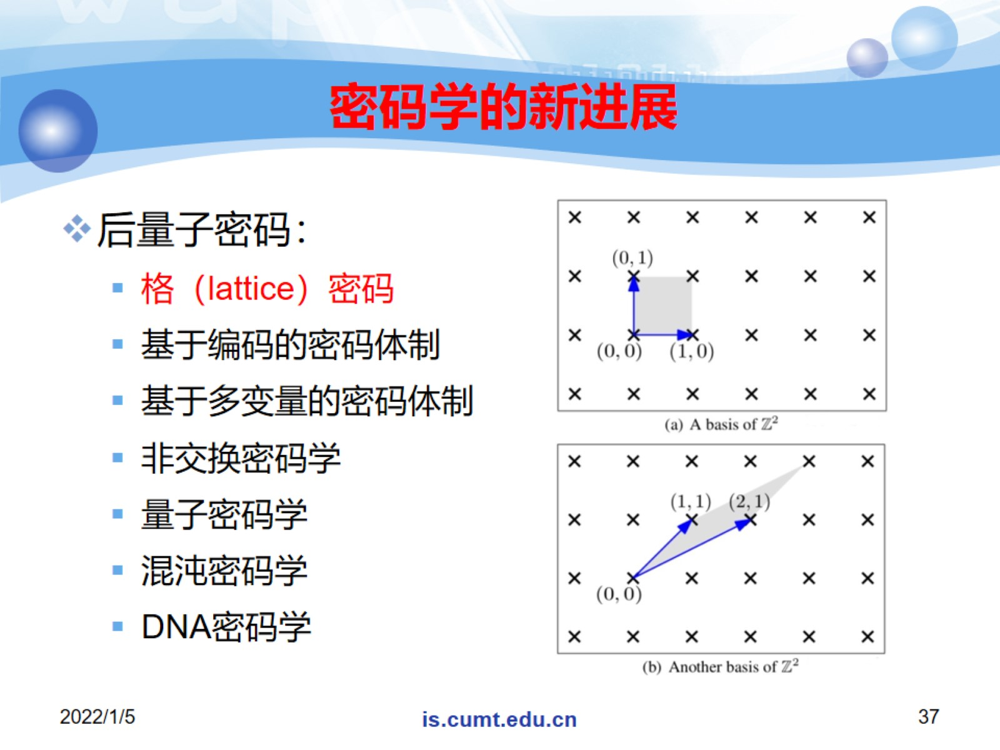 密码学的新进展
后量子密码：
格（lattice）密码
基于编码的密码体制
基于多变量的密码体制
非交换密码学
量子密码学
混沌密码学
DNA密码学
(0, 1)
(0, 0) (1, 0)
(a) A basis of ℤ²
(1, 1) (2, 1)
(0, 0)
(b) Another basis of ℤ²
2022/1/5
is.cumt.edu.cn
37